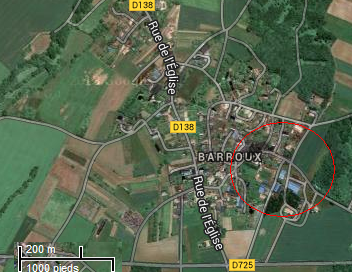 D138
Rue de l'Église
D138
BARROUX
Rue de l'Église
200 m
1000 pieds
D725